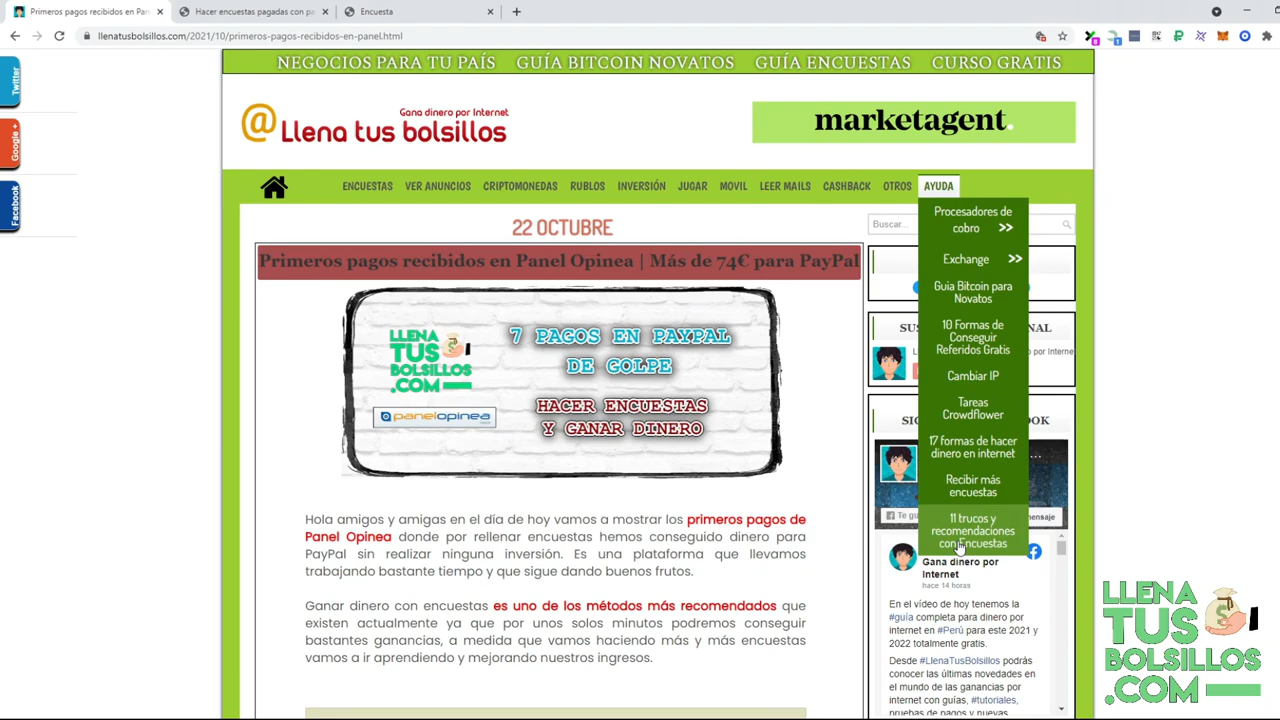 Primeros pagos recibidos en Pan
Hacer encuestas pagadas con pa
Encuesta
llenatusbolsillos.com/2021/10/primeros-pagos-recibidos-en-panel.html
Twitter
Google +
Facebook
NEGOCIOS PARA TU PAÍS GUÍA BITCOIN NOVATOS GUÍA ENCUESTAS CURSO GRATIS
Gana dinero por Internet
@Llena tus bolsillos
marketagent.
ENCUESTAS VER ANUNCIOS CRIPTOMONEDAS RUBLOS INVERSIÓN JUGAR MOVIL LEER MAILS CASHBACK OTROS AYUDA
22 OCTUBRE
Primeros pagos recibidos en Panel Opinea | Más de 74€ para PayPal
LLENA
TUS
BOLSILLOS
.COM
panelopinea
7 PAGOS EN PAYPAL
DE GOLPE
HACER ENCUESTAS
Y GANAR DINERO
Hola amigos y amigas en el día de hoy vamos a mostrar los primeros pagos de
Panel Opinea donde por rellenar encuestas hemos conseguido dinero para
PayPal sin realizar ninguna inversión. Es una plataforma que llevamos
trabajando bastante tiempo y que sigue dando buenos frutos.
Ganar dinero con encuestas es uno de los métodos más recomendados que
existen actualmente ya que por unos solos minutos podremos conseguir
bastantes ganancias, a medida que vamos haciendo más y más encuestas
vamos a ir aprendiendo y mejorando nuestros ingresos.
Buscar...
Procesadores de
cobro >>
Exchange >>
Guia Bitcoin para
Novatos
10 Formas de
Conseguir
Referidos Gratis
Cambiar IP
Tareas
Crowdflower
17 formas de hacer
dinero en internet
Recibir más
encuestas
11 trucos y
recomendaciones
con encuestas
Gana dinero por
Internet
hace 14 horas
En el vídeo de hoy tenemos la
#guía completa para dinero por
internet en #Perú para este 2021 y
2022 totalmente gratis.
Desde #LlenaTusBolsillos podrás
conocer las últimas novedades en
el mundo de las ganancias por
internet con guías, #tutoriales,
pruebas de pagos y nuevas
LLENA
TUS
BOLSILLOS
.COM